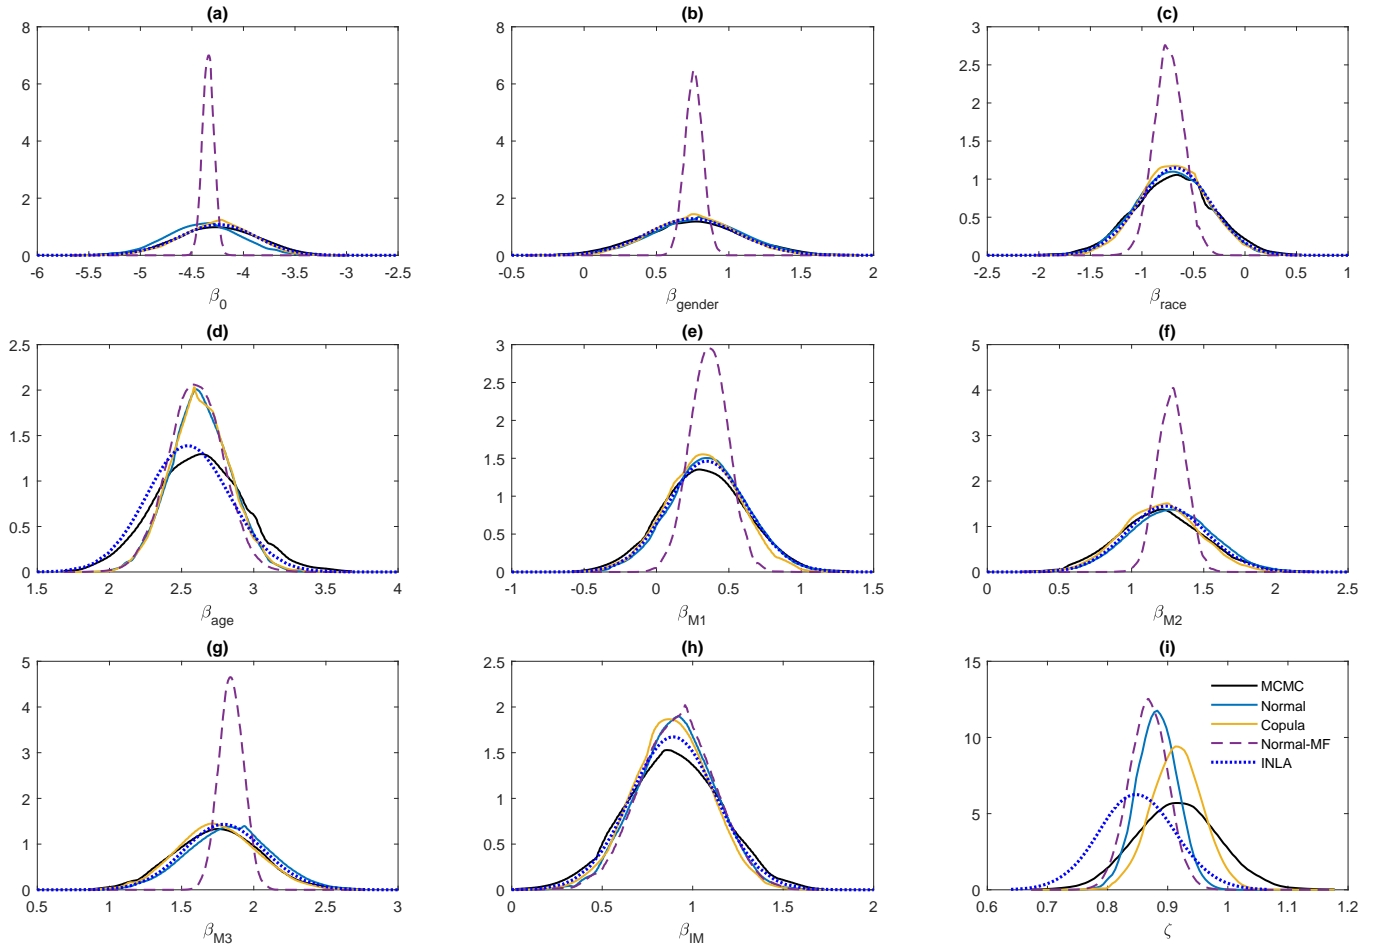 (a)
8
6
4
2
0
-6 -5.5 -5 -4.5 -4 -3.5 -3 -2.5
β0
(b)
8
6
4
2
0
-0.5 0 0.5 1 1.5 2
βgender
(c)
3
2.5
2
1.5
1
0.5
0
-2.5 -2 -1.5 -1 -0.5 0 0.5 1
βrace
(d)
2.5
2
1.5
1
0.5
0
1.5 2 2.5 3 3.5 4
βage
(e)
3
2.5
2
1.5
1
0.5
0
-1 -0.5 0 0.5 1 1.5
βM1
(f)
5
4
3
2
1
0
0 0.5 1 1.5 2 2.5
βM2
(g)
5
4
3
2
1
0
0.5 1 1.5 2 2.5 3
βM3
(h)
2.5
2
1.5
1
0.5
0
0 0.5 1 1.5 2
βIM
(i)
15
10
5
0
0.6 0.7 0.8 0.9 1 1.1 1.2
ζ
MCMC
Normal
Copula
Normal-MF
INLA